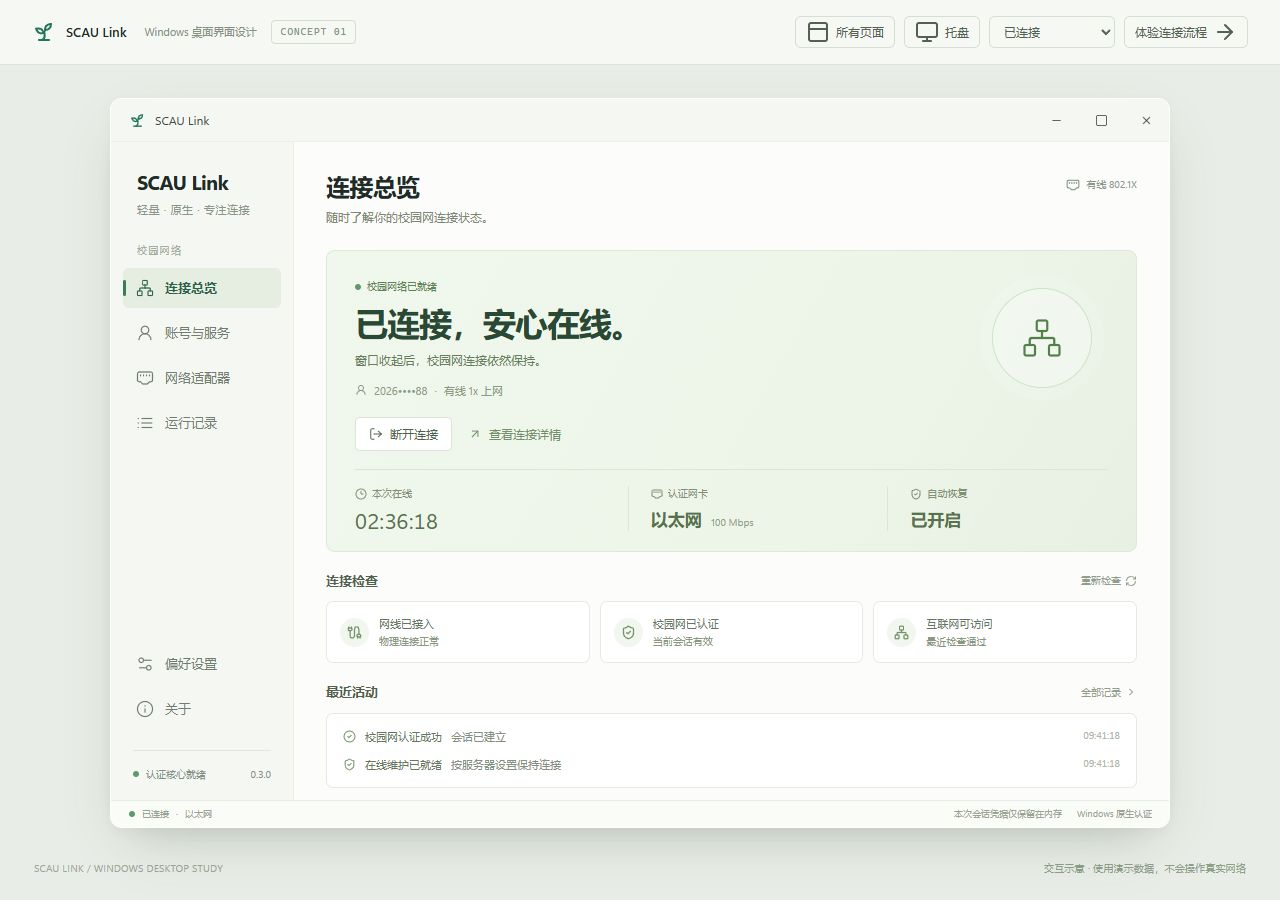 SCAU Link Windows 桌面界面设计 CONCEPT 01 所有页面 托盘 已连接 体验连接流程
SCAU Link
SCAU Link
轻量 · 原生 · 专注连接
校园网络
连接总览
账号与服务
网络适配器
运行记录
偏好设置
关于
认证核心就绪 0.3.0
连接总览
有线 802.1X
随时了解你的校园网连接状态。
校园网络已就绪
已连接，安心在线。
窗口收起后，校园网连接依然保持。
2026••••88 · 有线 1x 上网
断开连接 查看连接详情
本次在线 认证网卡 自动恢复
02:36:18 以太网 100 Mbps 已开启
连接检查 重新检查
网线已接入 校园网已认证 互联网可访问
物理连接正常 当前会话有效 最近检查通过
最近活动 全部记录
校园网认证成功 会话已建立 09:41:18
在线维护已就绪 按服务器设置保持连接 09:41:18
已连接 · 以太网 本次会话凭据仅保留在内存 Windows 原生认证
SCAU LINK / WINDOWS DESKTOP STUDY 交互示意 · 使用演示数据，不会操作真实网络